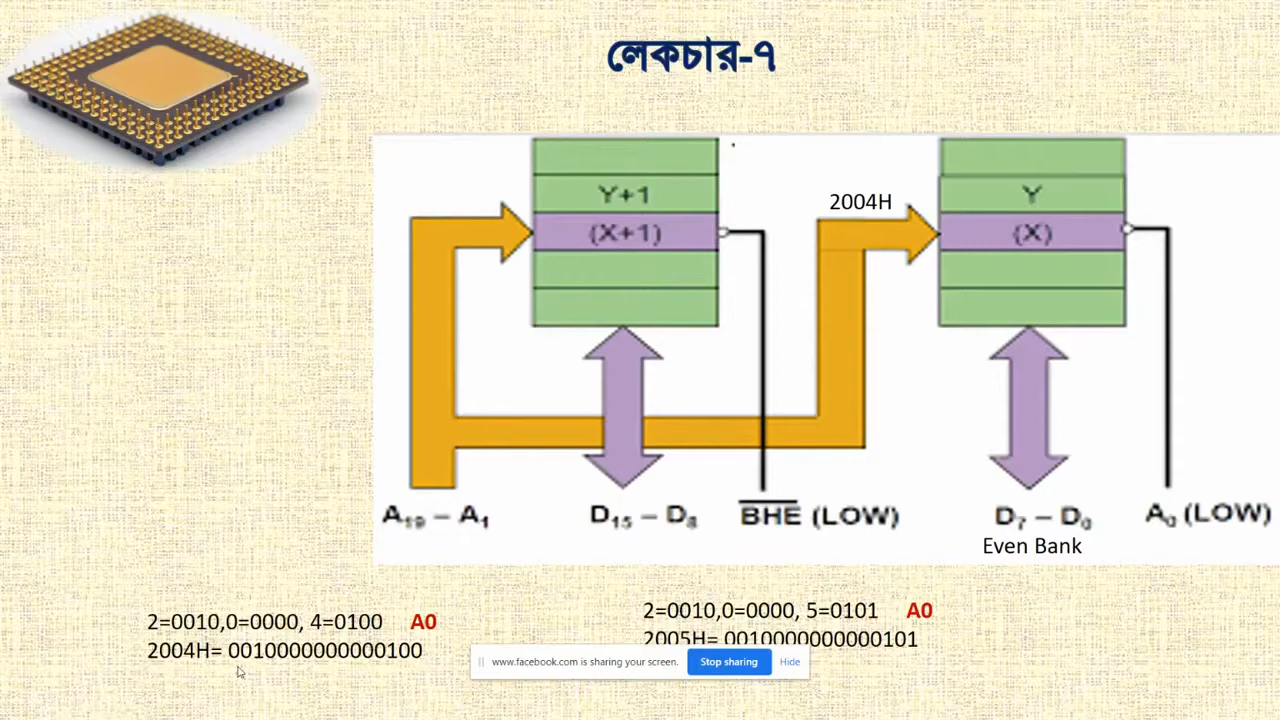 লেকচার-৭
Y+1
(X+1)
2004H
Y
(X)
A19 – A1
D15 – D8
BHE (LOW)
D7 – D0
A0 (LOW)
Even Bank
2=0010,0=0000, 4=0100 A0
2004H= 0010000000000100
2=0010,0=0000, 5=0101 A0
2005H= 0010000000000101
www.facebook.com is sharing your screen. Stop sharing Hide